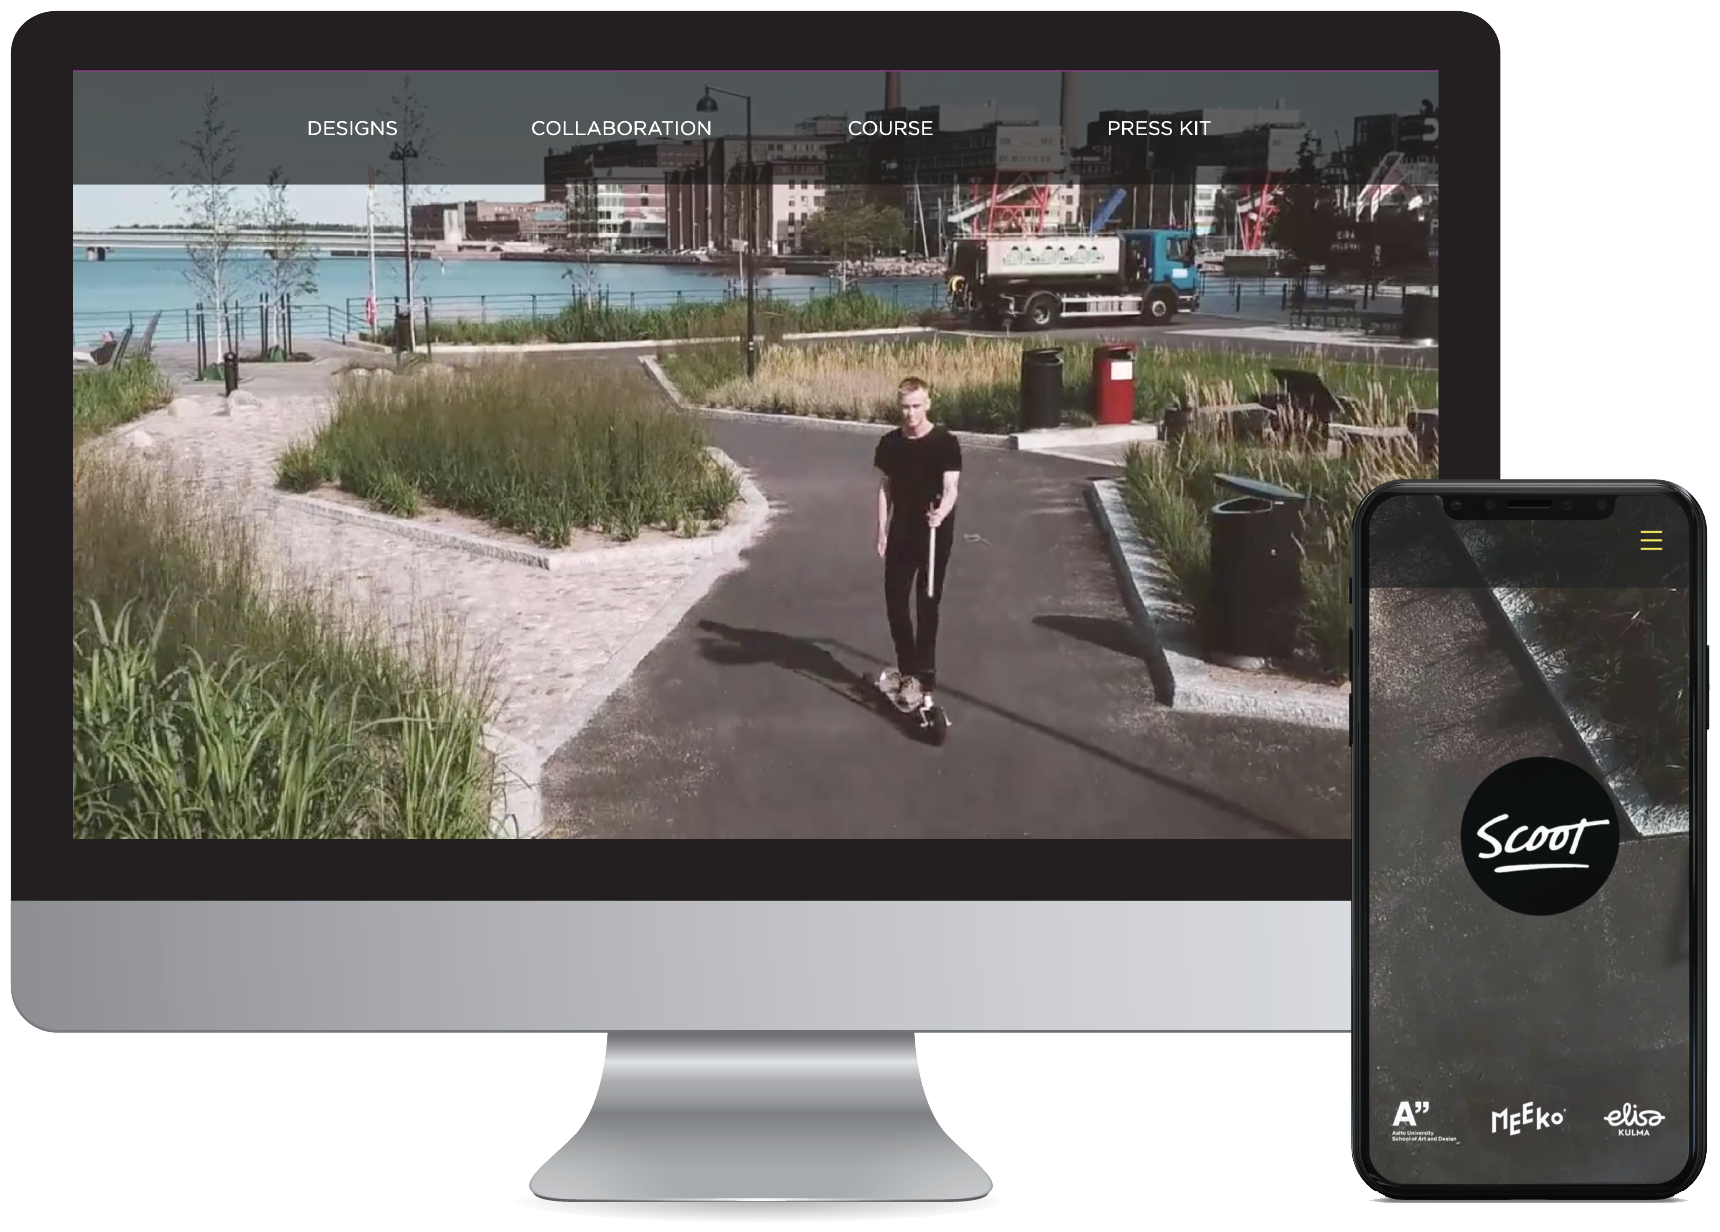 DESIGNS COLLABORATION COURSE PRESS KIT
Scoot
A”
Aalto University
School of Art and Design
MEEKO
elisa
KULMA